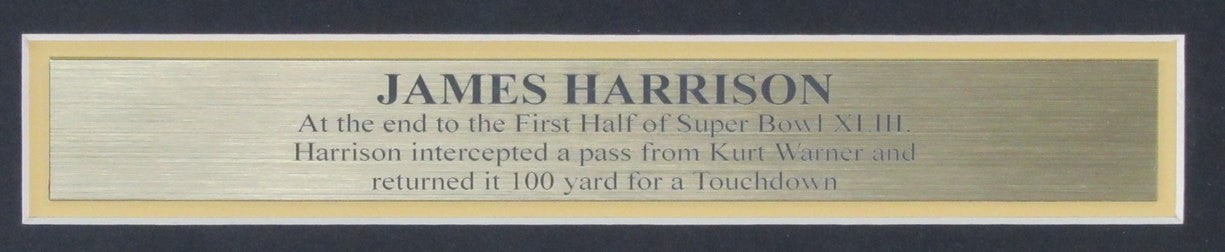 JAMES HARRISON
At the end to the First Half of Super Bowl XLIII.
Harrison intercepted a pass from Kurt Warner and
returned it 100 yard for a Touchdown